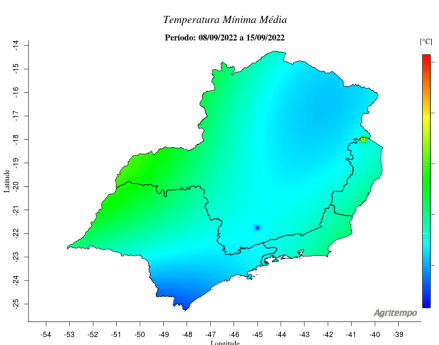 Temperatura Mínima Média
Período: 08/09/2022 a 15/09/2022
[°C]
-14
-15
-16
-17
-18
-19
-20
-21
-22
-23
-24
-25
Latitude
Agritempo
-54 -53 -52 -51 -50 -49 -48 -47 -46 -45 -44 -43 -42 -41 -40 -39
Longitude